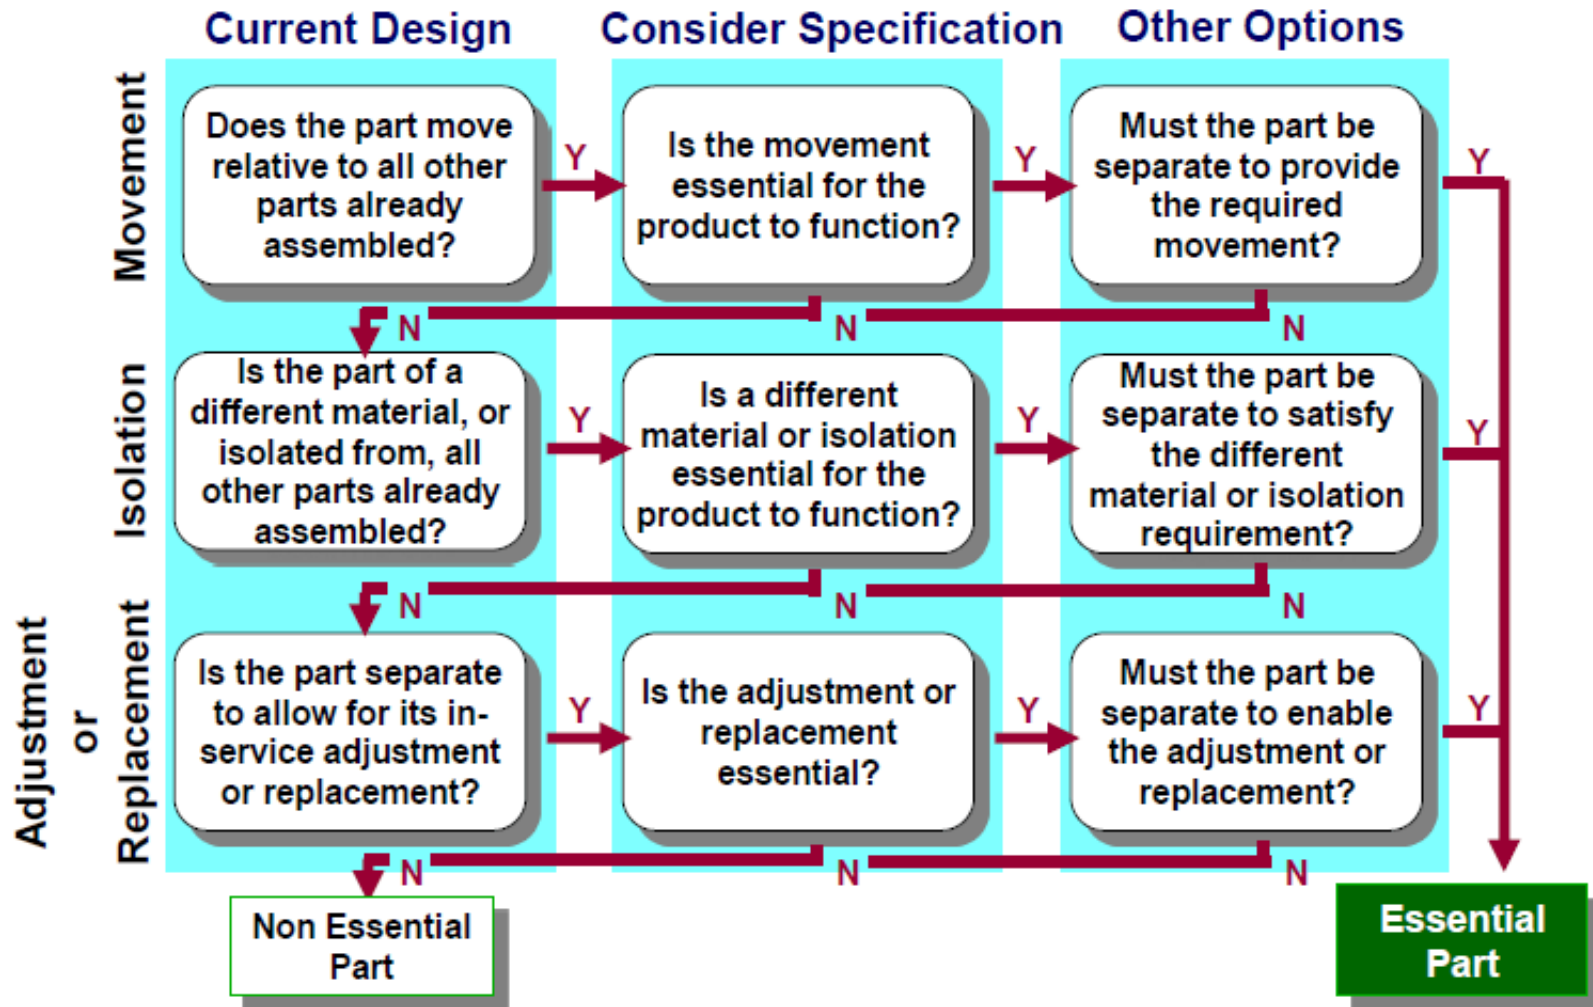 Current Design
Consider Specification
Other Options
Movement
Does the part move
relative to all other
parts already
assembled?
Y
Is the movement
essential for the
product to function?
Y
Must the part be
separate to provide
the required
movement?
Y
N
N
N
Isolation
Is the part of a
different material, or
isolated from, all
other parts already
assembled?
Y
Is a different
material or isolation
essential for the
product to function?
Y
Must the part be
separate to satisfy
the different
material or isolation
requirement?
Y
N
N
N
Adjustment
or
Replacement
Is the part separate
to allow for its in-
service adjustment
or replacement?
Y
Is the adjustment or
replacement
essential?
Y
Must the part be
separate to enable
the adjustment or
replacement?
Y
N
N
N
Non Essential
Part
Essential
Part